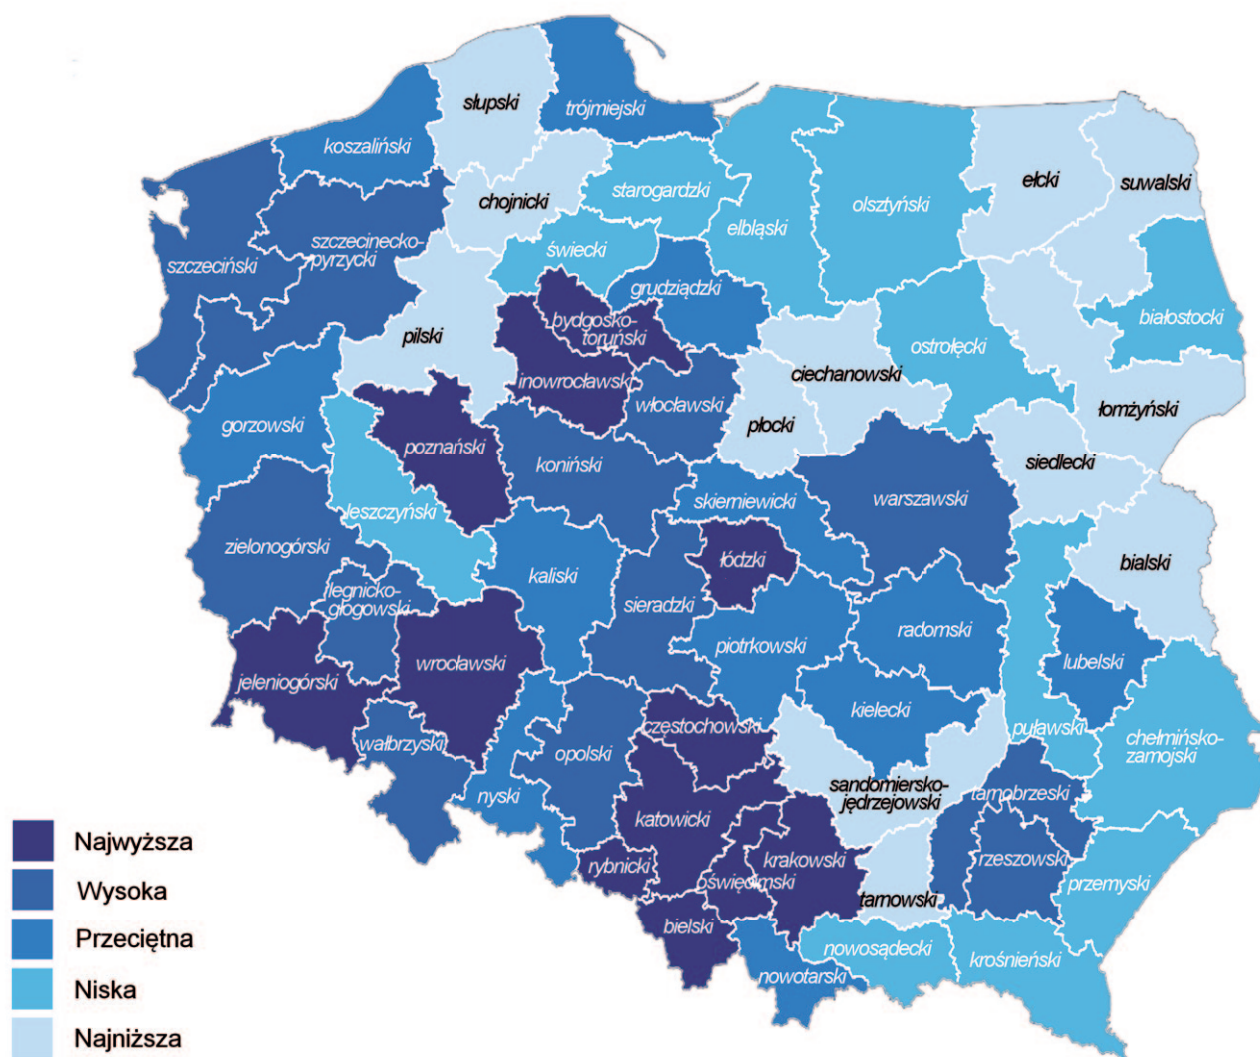 słupski
trójmiejski
koszaliński
chojnicki
starogardzki
elbląski
olsztyński
ełcki
suwalski
szczeciński
szczecinecko-
pyrzycki
świecki
grudziądzki
białostocki
pilski
bydgosko-
toruński
inowrocławski
włocławski
ciechanowski
ostrołęcki
płocki
łomżyński
gorzowski
poznański
koniński
siedlecki
leszczyński
skierniewicki
warszawski
zielonogórski
łódzki
bialski
legnicko-
głogowski
kaliski
sieradzki
piotrkowski
radomski
lubelski
jeleniogórski
wrocławski
wałbrzyski
częstochowski
kielecki
puławski
chełmińsko-
zamojski
opolski
nyski
sandomiersko-
jędrzejowski
tarnobrzeski
katowicki
krakowski
rybnicki
oświęcimski
tarnowski
rzeszowski
przemyski
bielski
nowotarski
nowosądecki
krośnieński
Najwyższa
Wysoka
Przeciętna
Niska
Najniższa